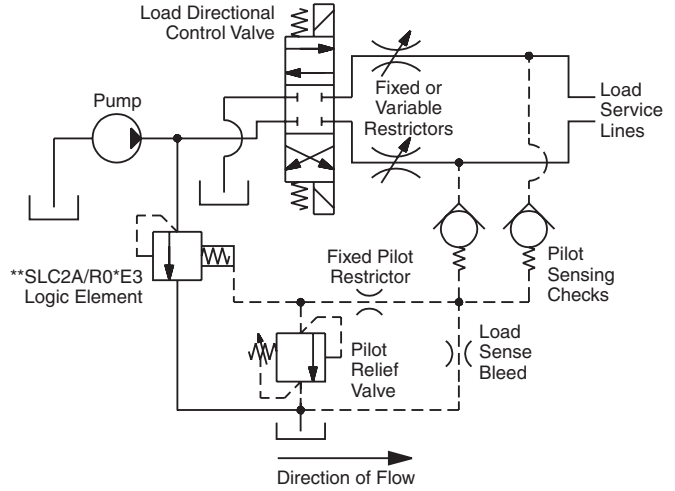 Load Directional
Control Valve
Pump
Fixed or
Variable
Restrictors
Load
Service
Lines
**SLC2A/R0*E3
Logic Element
Fixed Pilot
Restrictor
Pilot
Sensing
Checks
Pilot
Relief
Valve
Load
Sense
Bleed
Direction of Flow